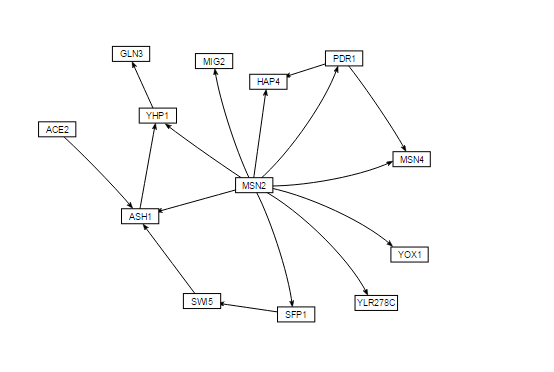 GLN3
MIG2
PDR1
HAP4
YHP1
ACE2
MSN4
MSN2
ASH1
YOX1
SWI5
YLR278C
SFP1